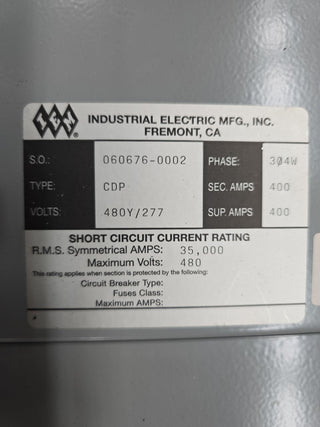 IEM
INDUSTRIAL ELECTRIC MFG., INC.
FREMONT, CA
S.O.: 060676-0002 PHASE: 3Ø4W
TYPE: CDP SEC. AMPS 400
VOLTS: 480Y/277 SUP. AMPS 400
SHORT CIRCUIT CURRENT RATING
R.M.S. Symmetrical AMPS: 35,000
Maximum Volts: 480
This rating applies when section is protected by the following:
Circuit Breaker Type:
Fuses Class:
Maximum AMPS: